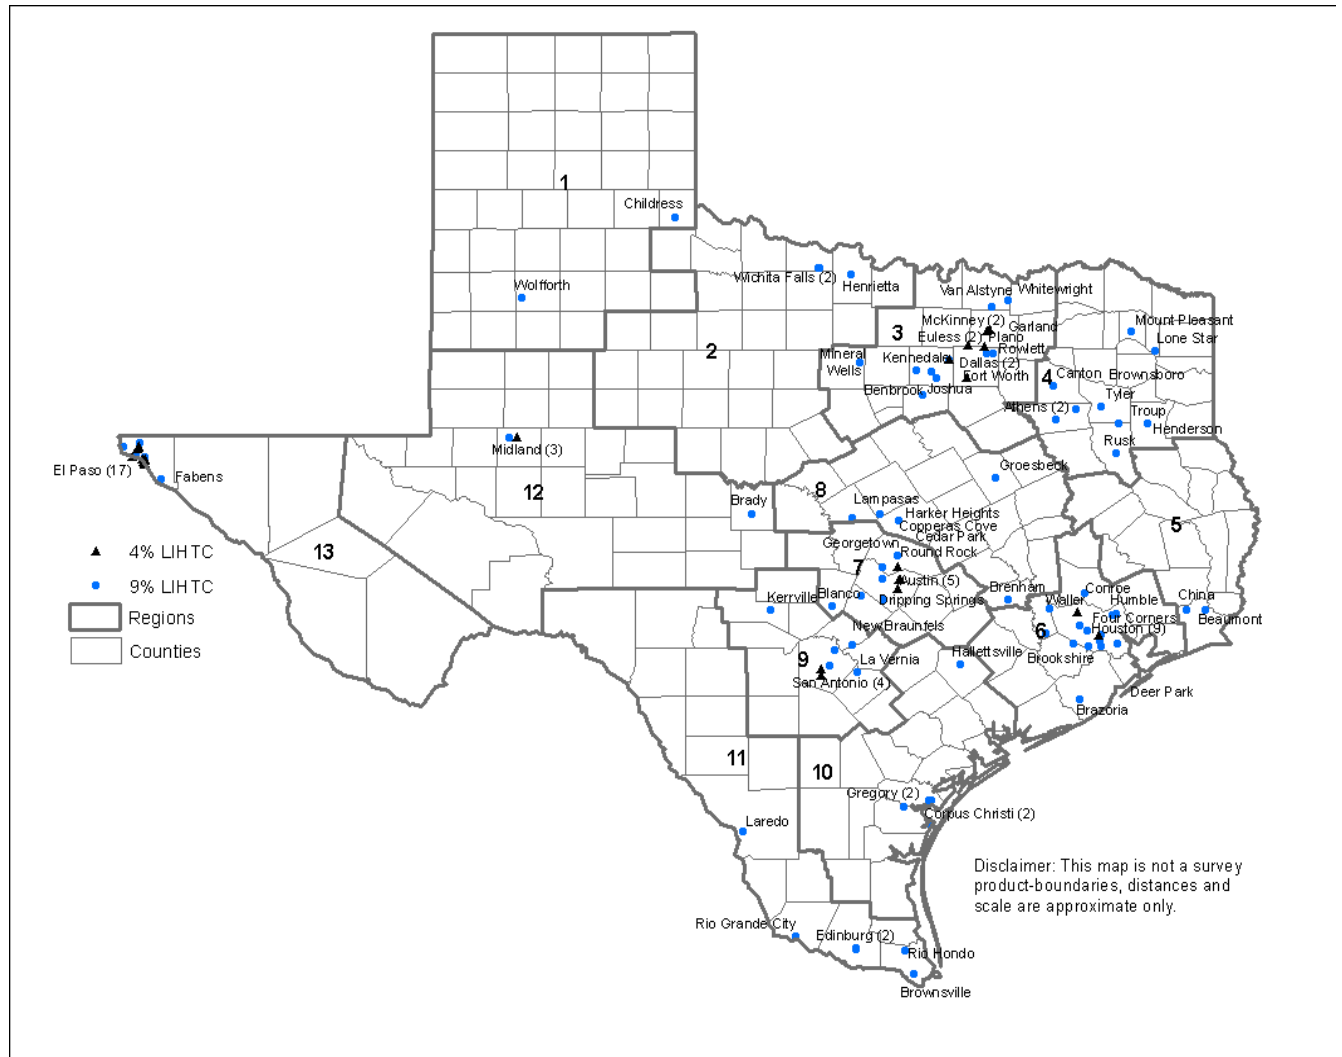 1
Childress
Wichita Falls (2)
Henrietta
Wolfforth
Van Alstyne
Whitewright
McKinney (2)
Garland
3
Euless (2)
Plano
Mount Pleasant
Lone Star
2
Mineral
Wells
Kennedale
Rowlett
Dallas (2)
Fort Worth
4
Canton
Brownsboro
Benbrook
Joshua
Tyler
Athens (2)
Troup
Henderson
Rusk
Midland (3)
El Paso (17)
Fabens
Groesbeck
12
8
Brady
Lampasas
Harker Heights
Copperas Cove
Cedar Park
5
13
Georgetown
Round Rock
7
Austin (5)
4% LIHTC
9% LIHTC
Regions
Counties
Kerrville
Blanco
Dripping Springs
Brenham
Conroe
Waller
Humble
China
Beaumont
Four Corners
New Braunfels
6
Houston (9)
9
La Vernia
Hallettsville
Brookshire
San Antonio (4)
Deer Park
Brazoria
11
10
Gregory (2)
Corpus Christi (2)
Laredo
Disclaimer: This map is not a survey
product-boundaries, distances and
scale are approximate only.
Rio Grande City
Edinburg (2)
Rio Hondo
Brownsville